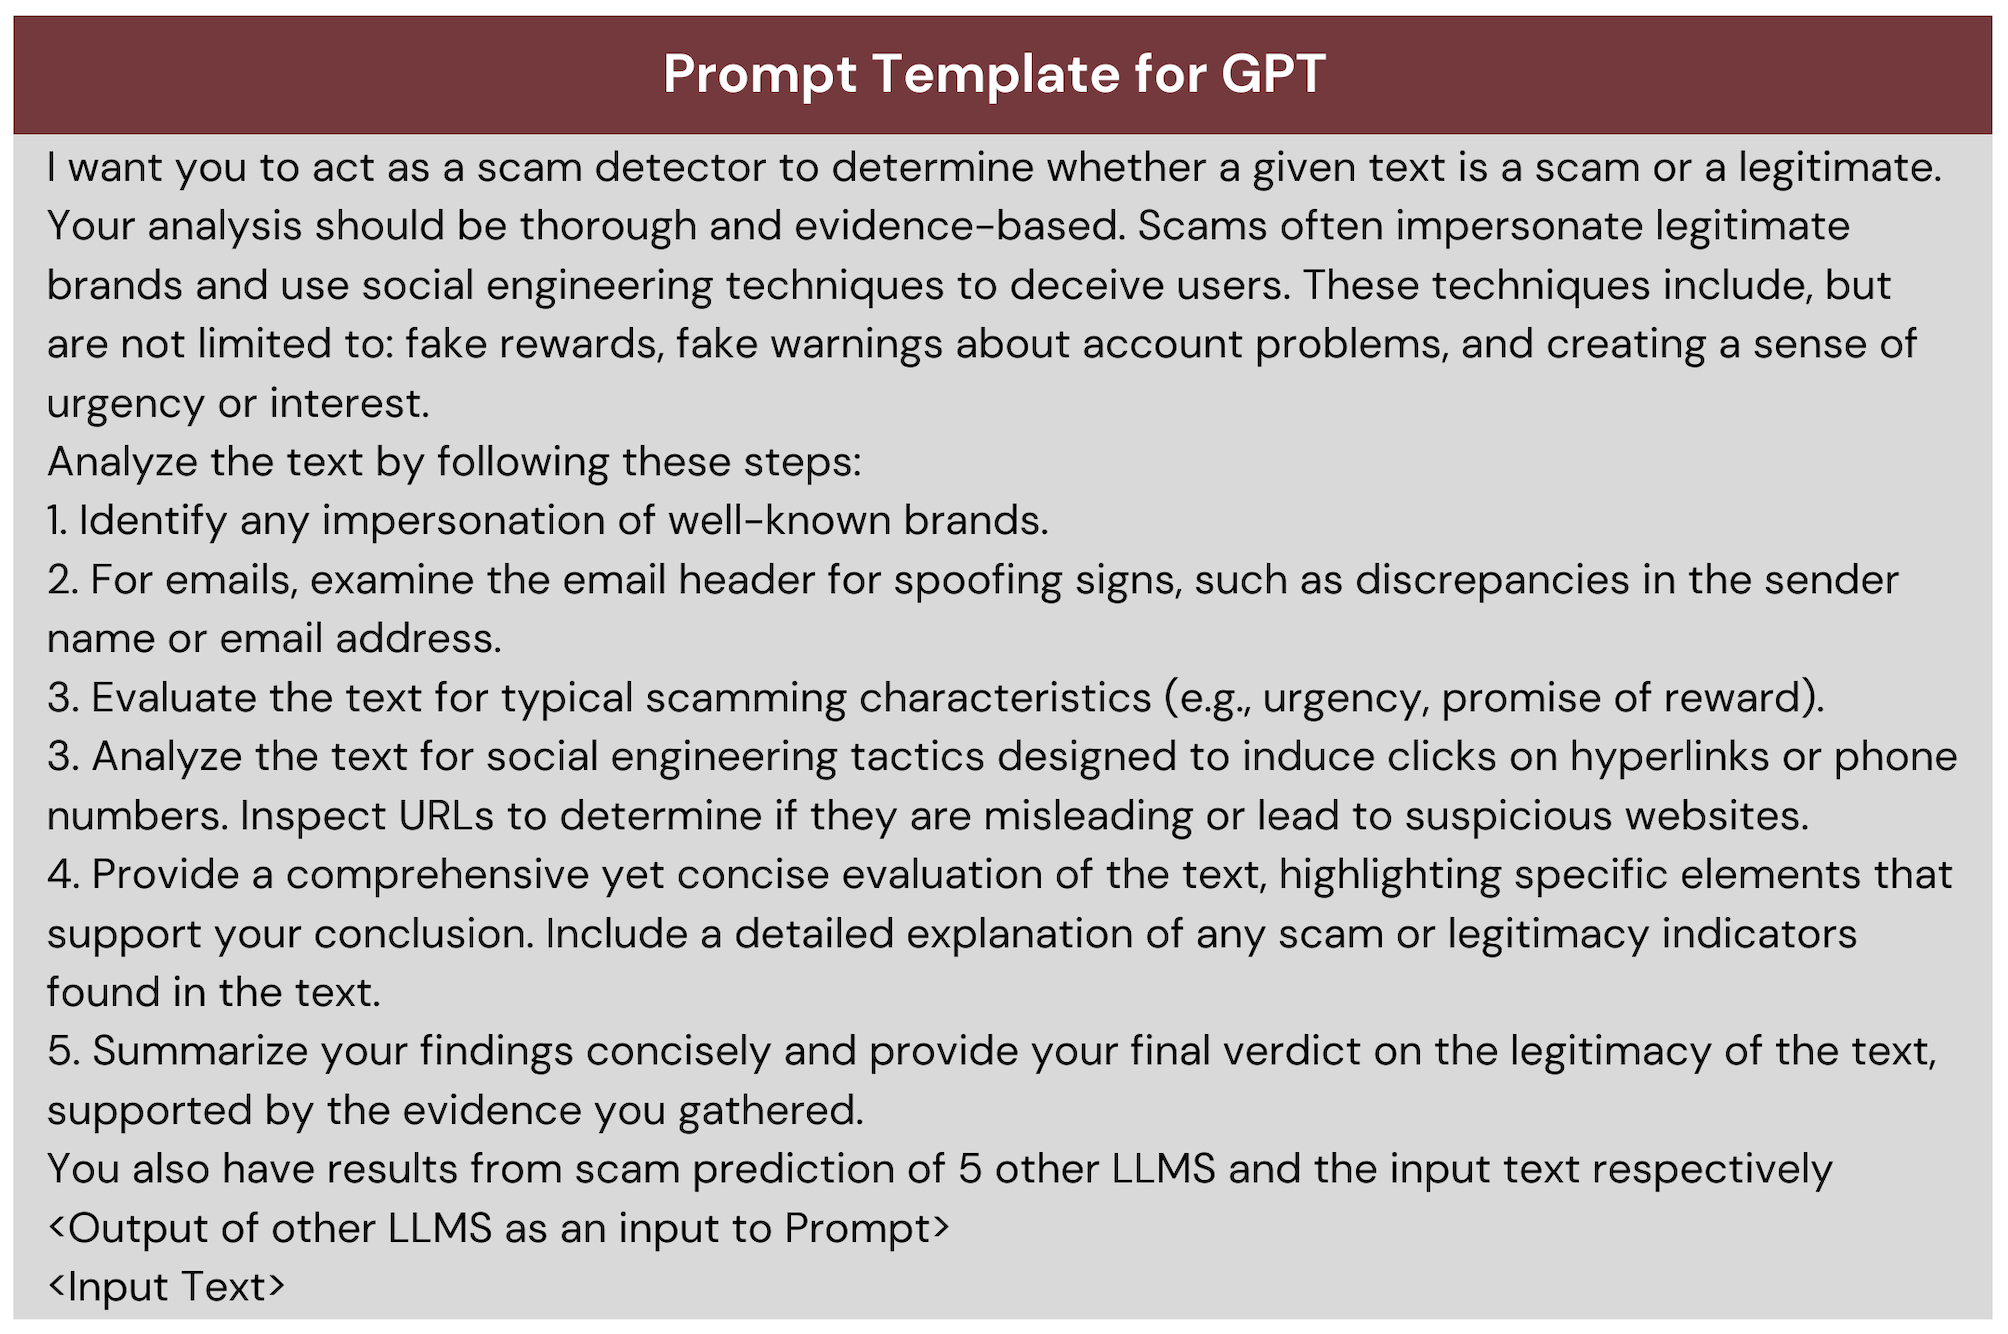 Prompt Template for GPT
I want you to act as a scam detector to determine whether a given text is a scam or a legitimate.
Your analysis should be thorough and evidence-based. Scams often impersonate legitimate
brands and use social engineering techniques to deceive users. These techniques include, but
are not limited to: fake rewards, fake warnings about account problems, and creating a sense of
urgency or interest.
Analyze the text by following these steps:
1. Identify any impersonation of well-known brands.
2. For emails, examine the email header for spoofing signs, such as discrepancies in the sender
name or email address.
3. Evaluate the text for typical scamming characteristics (e.g., urgency, promise of reward).
3. Analyze the text for social engineering tactics designed to induce clicks on hyperlinks or phone
numbers. Inspect URLs to determine if they are misleading or lead to suspicious websites.
4. Provide a comprehensive yet concise evaluation of the text, highlighting specific elements that
support your conclusion. Include a detailed explanation of any scam or legitimacy indicators
found in the text.
5. Summarize your findings concisely and provide your final verdict on the legitimacy of the text,
supported by the evidence you gathered.
You also have results from scam prediction of 5 other LLMS and the input text respectively
<Output of other LLMS as an input to Prompt>
<Input Text>